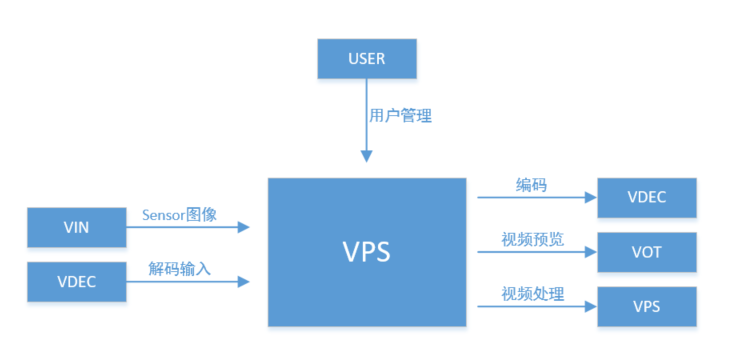 USER
用户管理
VIN
Sensor图像
VDEC
解码输入
VPS
编码
VDEC
视频预览
VOT
视频处理
VPS